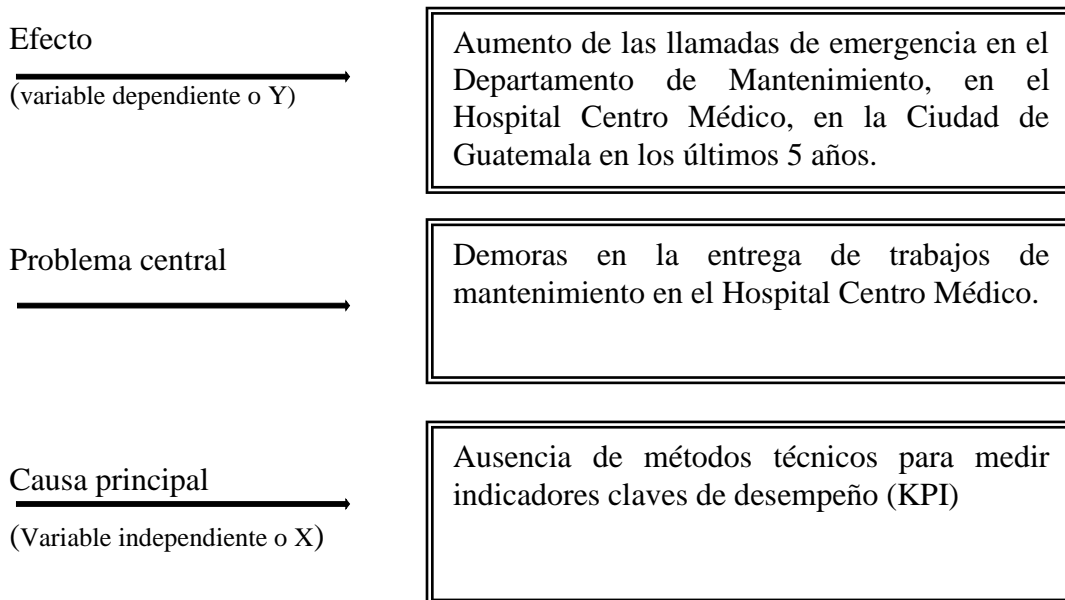 Efecto
(variable dependiente o Y)
Aumento de las llamadas de emergencia en el
Departamento de Mantenimiento, en el
Hospital Centro Médico, en la Ciudad de
Guatemala en los últimos 5 años.
Problema central
Demoras en la entrega de trabajos de
mantenimiento en el Hospital Centro Médico.
Causa principal
(Variable independiente o X)
Ausencia de métodos técnicos para medir
indicadores claves de desempeño (KPI)